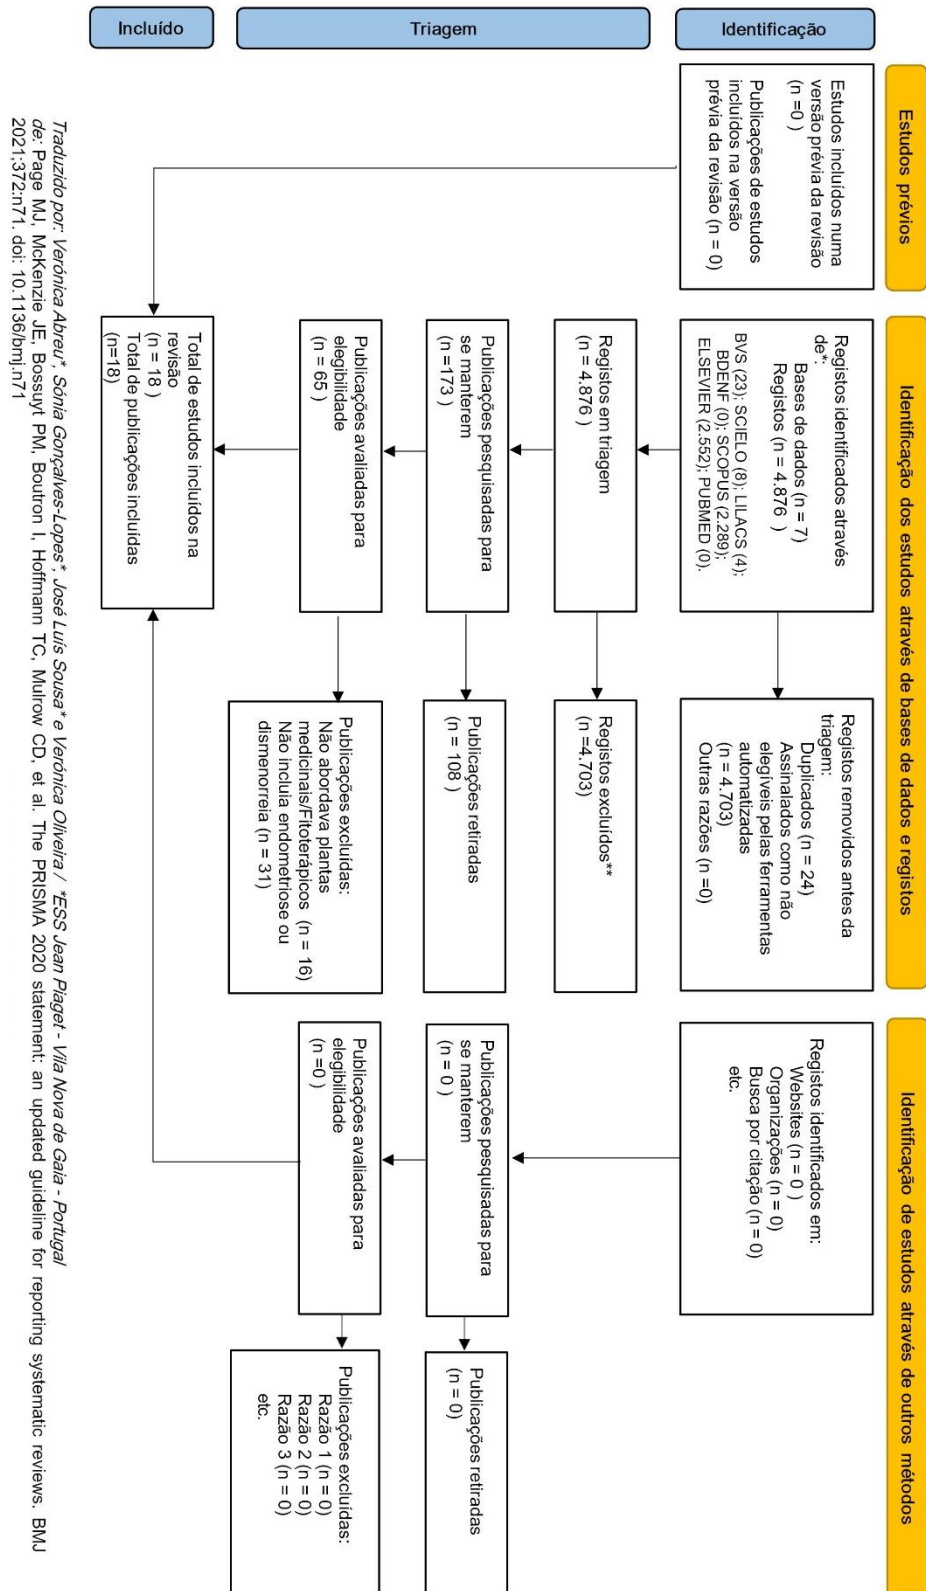 Estudos prévios
Identificação dos estudos através de bases de dados e registos
Identificação de estudos através de outros métodos
Identificação
Estudos incluídos numa
versão prévia da revisão
(n =0 )
Publicações de estudos
incluídos na versão
prévia da revisão (n = 0)
Registos identificados através
de*:
Bases de dados (n = 7)
Registos (n = 4.876 )
BVS (23); SCIELO (8); LILACS (4);
BDENF (0); SCOPUS (2.289);
ELSEVIER (2.552); PUBMED (0).
Registos removidos antes da
triagem:
Duplicados (n = 24)
Assinalados como não
elegíveis pelas ferramentas
automatizadas
(n = 4.703)
Outras razões (n =0)
Registos identificados em:
Websites (n = 0 )
Organizações (n = 0)
Busca por citação (n = 0)
etc.
Triagem
Registos em triagem
(n = 4.876 )
Registos excluídos**
(n =4.703)
Publicações pesquisadas para
se manterem
(n =173 )
Publicações retiradas
(n = 108 )
Publicações pesquisadas para
se manterem
(n = 0 )
Publicações retiradas
(n = 0)
Publicações avaliadas para
elegibilidade
(n = 65 )
Publicações excluídas:
Não abordava plantas
medicinais/Fitoterápicos (n = 16)
Não incluia endometriose ou
dismenorreia (n = 31)
Publicações avaliadas para
elegibilidade
(n =0 )
Publicações excluídas:
Razão 1 (n = 0)
Razão 2 (n = 0)
Razão 3 (n = 0)
etc.
Incluído
Total de estudos incluídos na
revisão
(n = 18 )
Total de publicações incluídas
(n=18)
Traduzido por: Verónica Abreu*, Sónia Gonçalves-Lopes*, José Luís Sousa* e Verónica Oliveira / *ESS Jean Piaget - Vila Nova de Gaia - Portugal
de: Page MJ, McKenzie JE, Bossuyt PM, Boutron I, Hoffmann TC, Mulrow CD, et al. The PRISMA 2020 statement: an updated guideline for reporting systematic reviews. BMJ
2021;372:n71. doi: 10.1136/bmj.n71